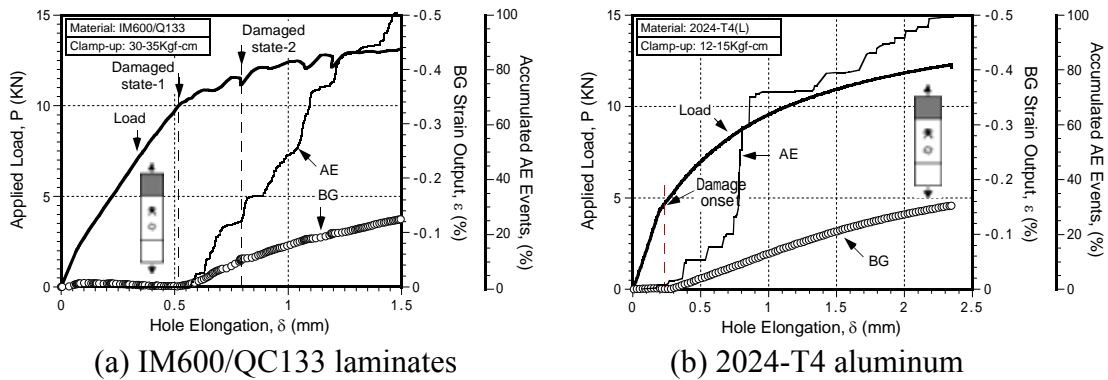 Material: IM600/Q133
Clamp-up: 30-35Kgf-cm
Damaged
state-1
Damaged
state-2
Load
AE
BG
Applied Load, P (KN)
15
10
5
0
0
0.5
1
1.5
Hole Elongation, δ (mm)
-0.5
-0.4
-0.3
-0.2
-0.1
0
BG Strain Output, ε (%)
100
80
60
40
20
0
Accumulated AE Events, (%)
(a) IM600/QC133 laminates
Material: 2024-T4(L)
Clamp-up: 12-15Kgf-cm
Load
AE
Damage
onset
BG
Applied Load, P (KN)
15
10
5
0
0
0.5
1
1.5
2
2.5
Hole Elongation, δ (mm)
-0.5
-0.4
-0.3
-0.2
-0.1
0
BG Strain Output, ε (%)
100
80
60
40
20
0
Accumulated AE Events, (%)
(b) 2024-T4 aluminum